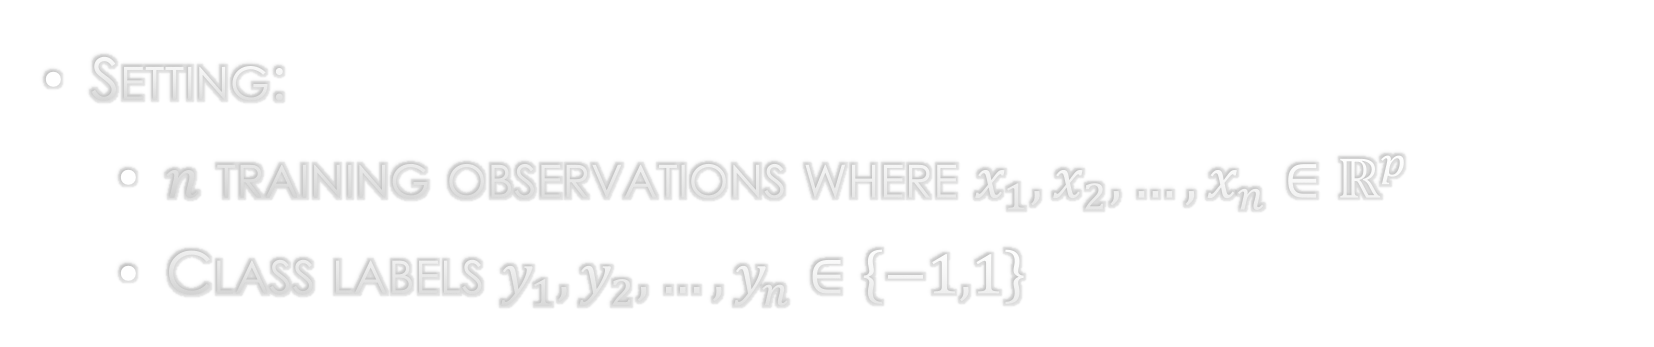 • Setting:
• n training observations where x₁, x₂, …, xₙ ∈ ℝᵖ
• Class labels y₁, y₂, …, yₙ ∈ {−1,1}